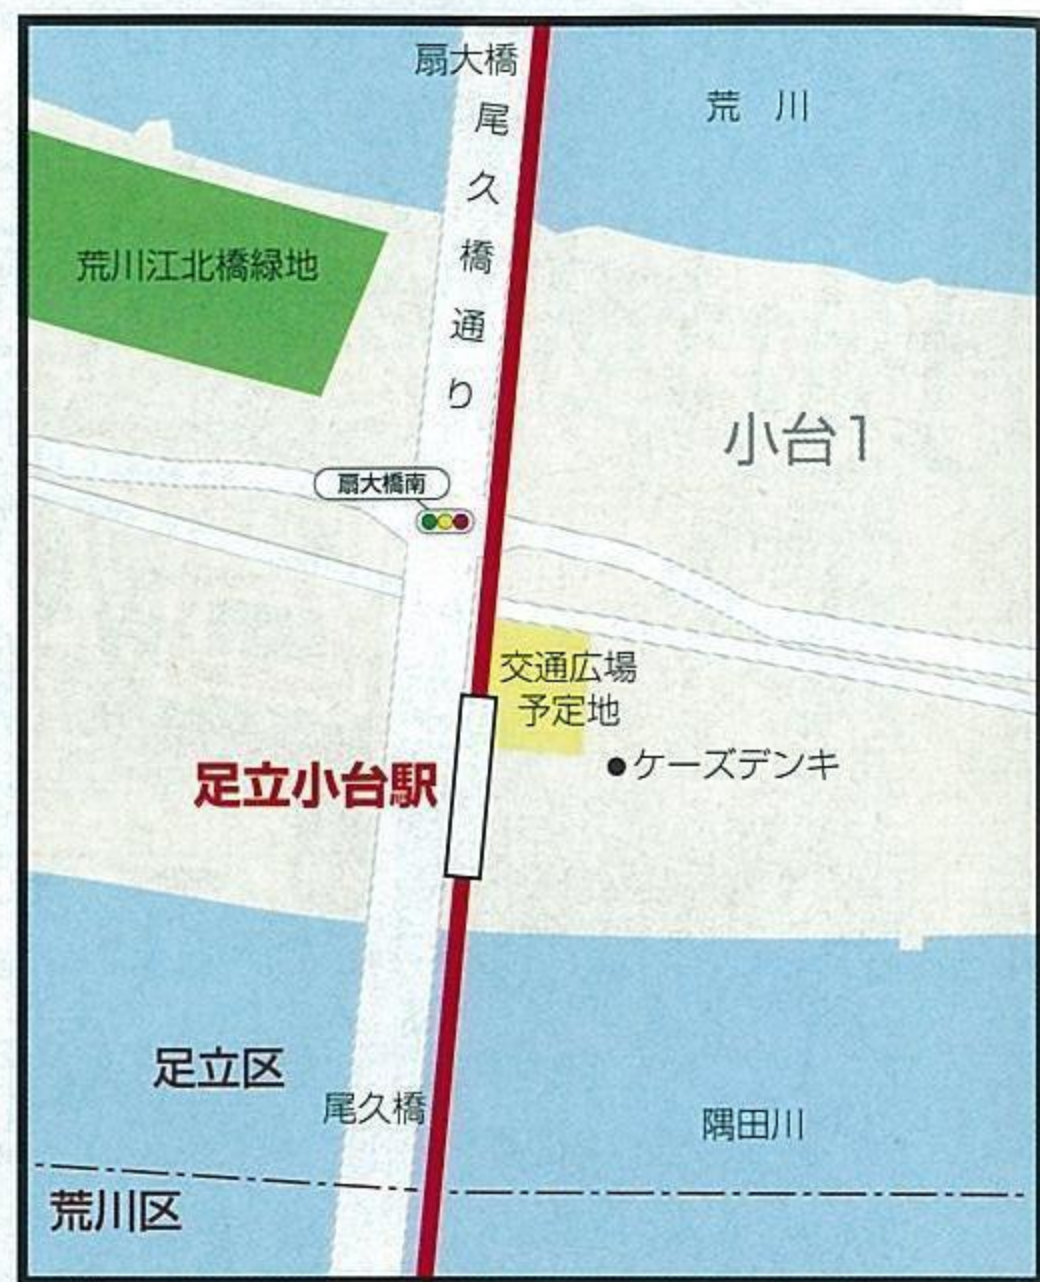 扇大橋
尾久橋通り
荒川
荒川江北橋緑地
小台1
扇大橋南
交通広場
予定地
ケーズデンキ
足立小台駅
足立区
尾久橋
隅田川
荒川区